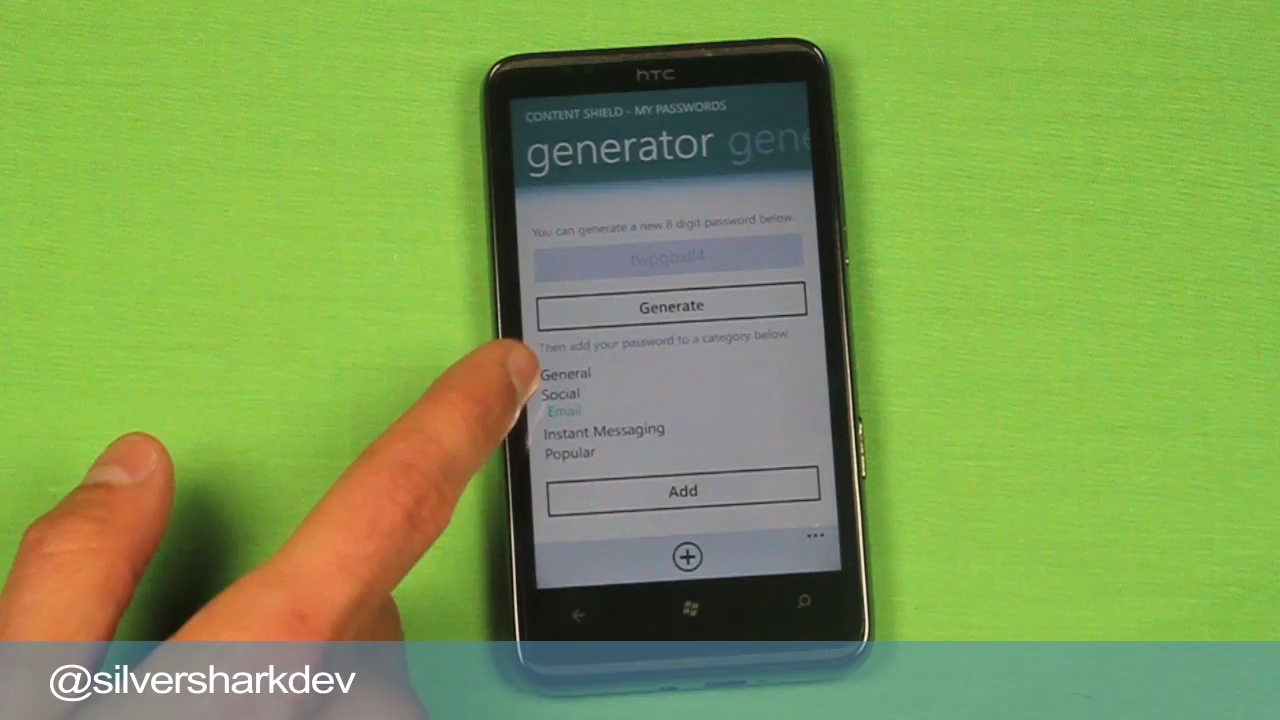 hTC
CONTENT SHIELD - MY PASSWORDS
generator gene
You can generate a new 8 digit password below.
Generate
Then add your password to a category below
General
Social
Email
Instant Messaging
Popular
Add
@silversharkdev